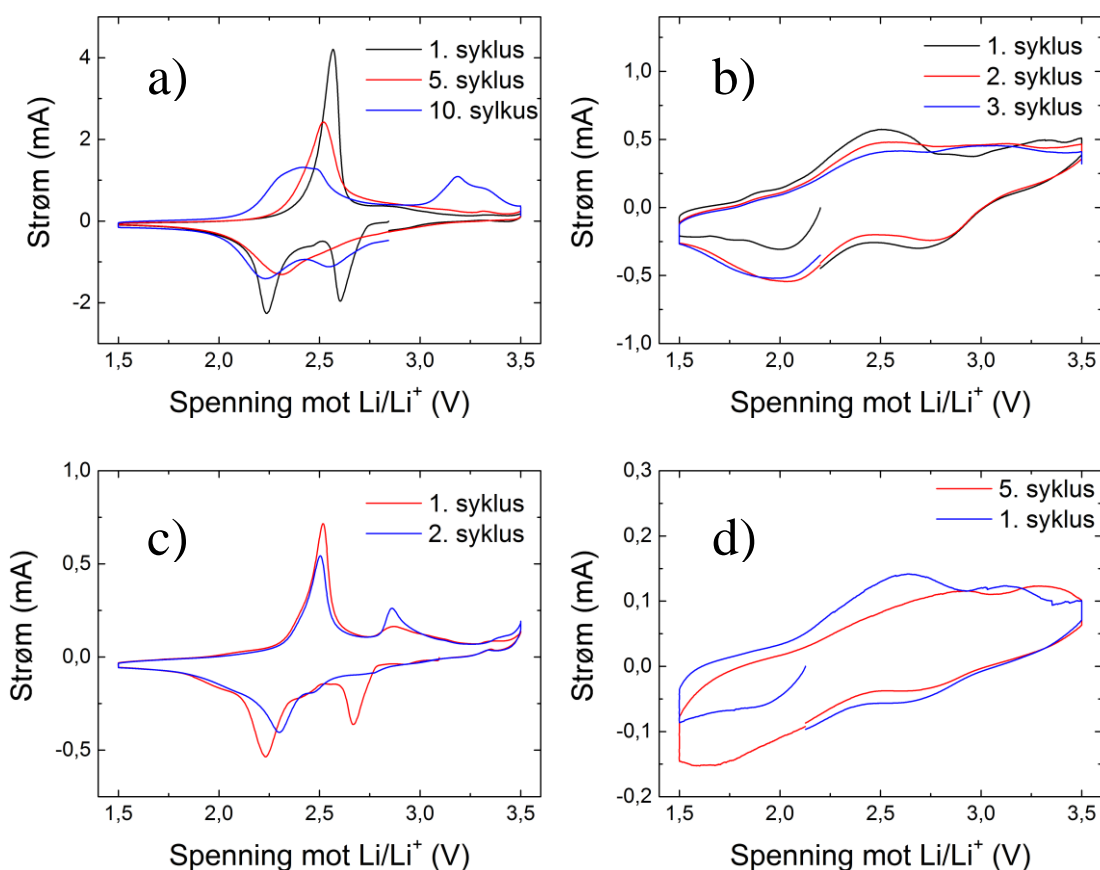 a)
1. syklus
5. syklus
10. sylkus
Strøm (mA)
4
2
0
-2
1,5 2,0 2,5 3,0 3,5
Spenning mot Li/Li+ (V)
b)
1. syklus
2. syklus
3. syklus
Strøm (mA)
1,0
0,5
0,0
-0,5
-1,0
1,5 2,0 2,5 3,0 3,5
Spenning mot Li/Li+ (V)
c)
1. syklus
2. syklus
Strøm (mA)
1,0
0,5
0,0
-0,5
1,5 2,0 2,5 3,0 3,5
Spenning mot Li/Li+ (V)
d)
5. syklus
1. syklus
Strøm (mA)
0,3
0,2
0,1
0,0
-0,1
-0,2
1,5 2,0 2,5 3,0 3,5
Spenning mot Li/Li+ (V)